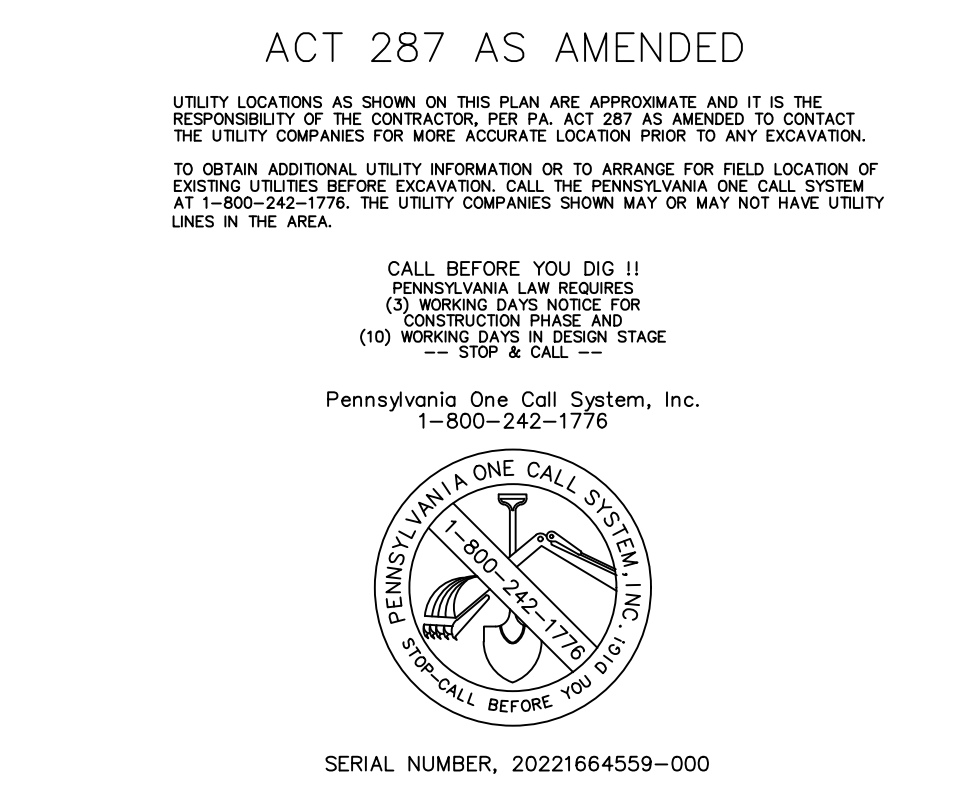 ACT 287 AS AMENDED
UTILITY LOCATIONS AS SHOWN ON THIS PLAN ARE APPROXIMATE AND IT IS THE
RESPONSIBILITY OF THE CONTRACTOR, PER PA. ACT 287 AS AMENDED TO CONTACT
THE UTILITY COMPANIES FOR MORE ACCURATE LOCATION PRIOR TO ANY EXCAVATION.
TO OBTAIN ADDITIONAL UTILITY INFORMATION OR TO ARRANGE FOR FIELD LOCATION OF
EXISTING UTILITIES BEFORE EXCAVATION. CALL THE PENNSYLVANIA ONE CALL SYSTEM
AT 1-800-242-1776. THE UTILITY COMPANIES SHOWN MAY OR MAY NOT HAVE UTILITY
LINES IN THE AREA.
CALL BEFORE YOU DIG !!
PENNSYLVANIA LAW REQUIRES
(3) WORKING DAYS NOTICE FOR
CONSTRUCTION PHASE AND
(10) WORKING DAYS IN DESIGN STAGE
-- STOP & CALL --
Pennsylvania One Call System, Inc.
1-800-242-1776
PENNSYLVANIA ONE CALL SYSTEM, INC.
1-800-242-1776
STOP-CALL BEFORE YOU DIG!
SERIAL NUMBER, 20221664559-000